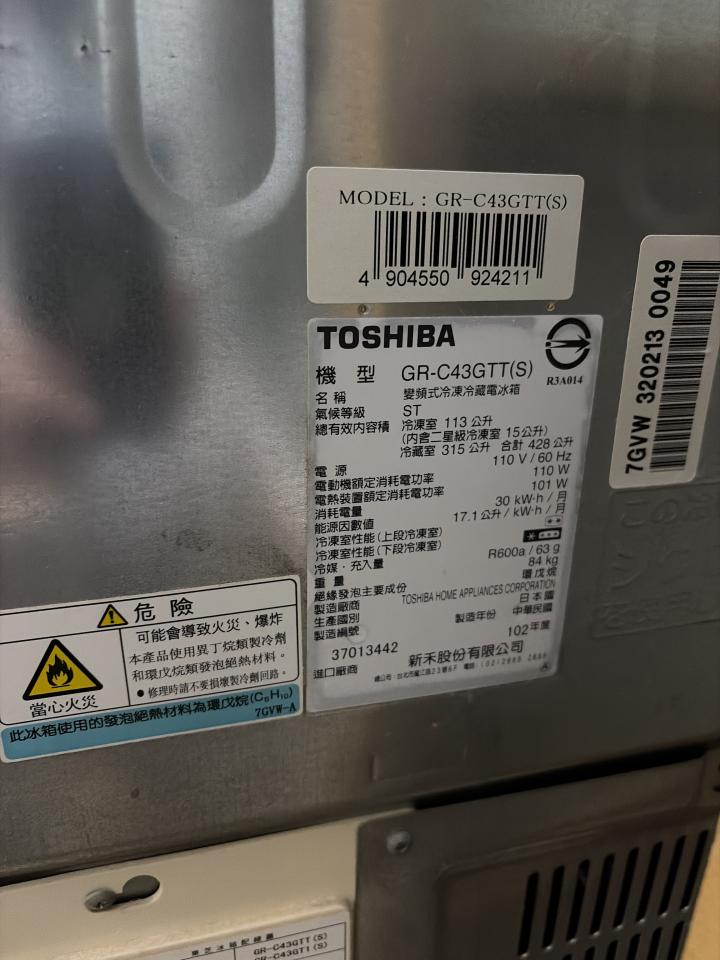 MODEL : GR-C43GTT(S)
4 904550 924211
7GVW 320213 0049
TOSHIBA
R3A014
機型 GR-C43GTT(S)
名稱 變頻式冷凍冷藏電冰箱
氣候等級 ST
總有效內容積 冷凍室 113 公升
(內含二星級冷凍室 15公升)
冷藏室 315 公升 合計 428 公升
電源 110 V / 60 Hz
電動機額定消耗電功率 110 W
電熱裝置額定消耗電功率 101 W
消耗電量 30 kW·h / 月
能源因數值 17.1 公升 / kW·h / 月
冷凍室性能 (上段冷凍室)
冷凍室性能 (下段冷凍室)
冷媒·充入量 R600a / 63 g
重量 84 kg
絕緣發泡主要成份 環戊烷
製造廠商 TOSHIBA HOME APPLIANCES CORPORATION
生產國別 日本國
製造編號 製造年份 中華民國
37013442 102年度
進口廠商 新禾股份有限公司
危險
可能會導致火災、爆炸
本產品使用異丁烷類製冷劑
和環戊烷類發泡絕熱材料。
● 修理時請不要損壞製冷劑回路。
當心火災
此冰箱使用的發泡絕熱材料為環戊烷(C₅H₁₀)
7GVW-A
GR-C43GTT (S)